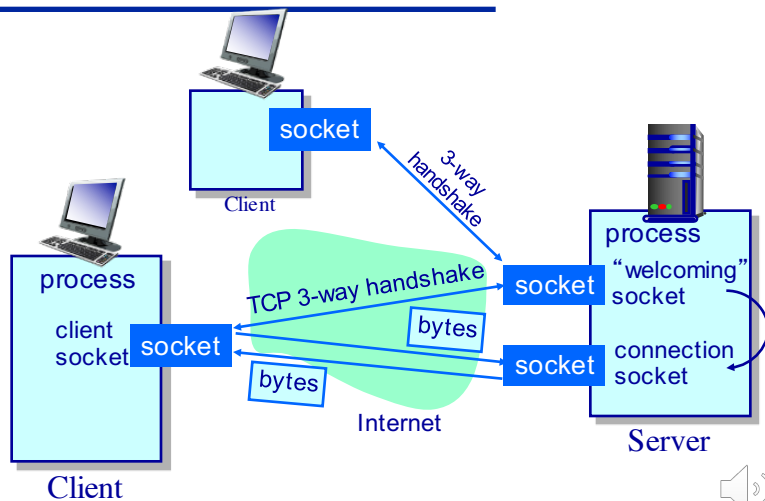 socket
Client
3-way
handshake
process
client
socket
socket
TCP 3-way handshake
bytes
bytes
Internet
process
socket
“welcoming”
socket
socket
connection
socket
Server
Client